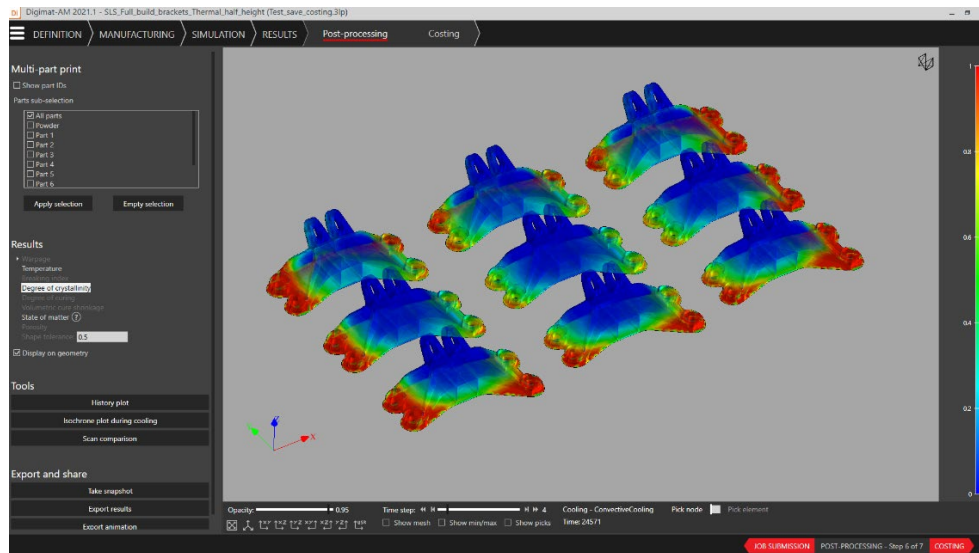 Digimat-AM 2021.1 - SLS_Full_build_brackets_Thermal_half_height (Test_save_costing.3lp)
DEFINITION MANUFACTURING SIMULATION RESULTS Post-processing Costing
Multi-part print
Show part IDs
Parts sub-selection
All parts
Powder
Part 1
Part 2
Part 3
Part 4
Part 5
Part 6
Apply selection Empty selection
Results
Warpage
Temperature
Breaking index
Degree of crystallinity
Degree of curing
Volumetric cure shrinkage
State of matter ?
Porosity
Shape tolerance 0,5
Display on geometry
Tools
History plot
Isochrone plot during cooling
Scan comparison
Export and share
Take snapshot
Export results
Export animation
1
0.8
0.6
0.4
0.2
0
X
Z
Opacity: 0.95 Time step: 4 Cooling - ConvectiveCooling Pick node Pick element
Show mesh Show min/max Show picks Time: 24571
JOB SUBMISSION POST-PROCESSING - Step 6 of 7 COSTING